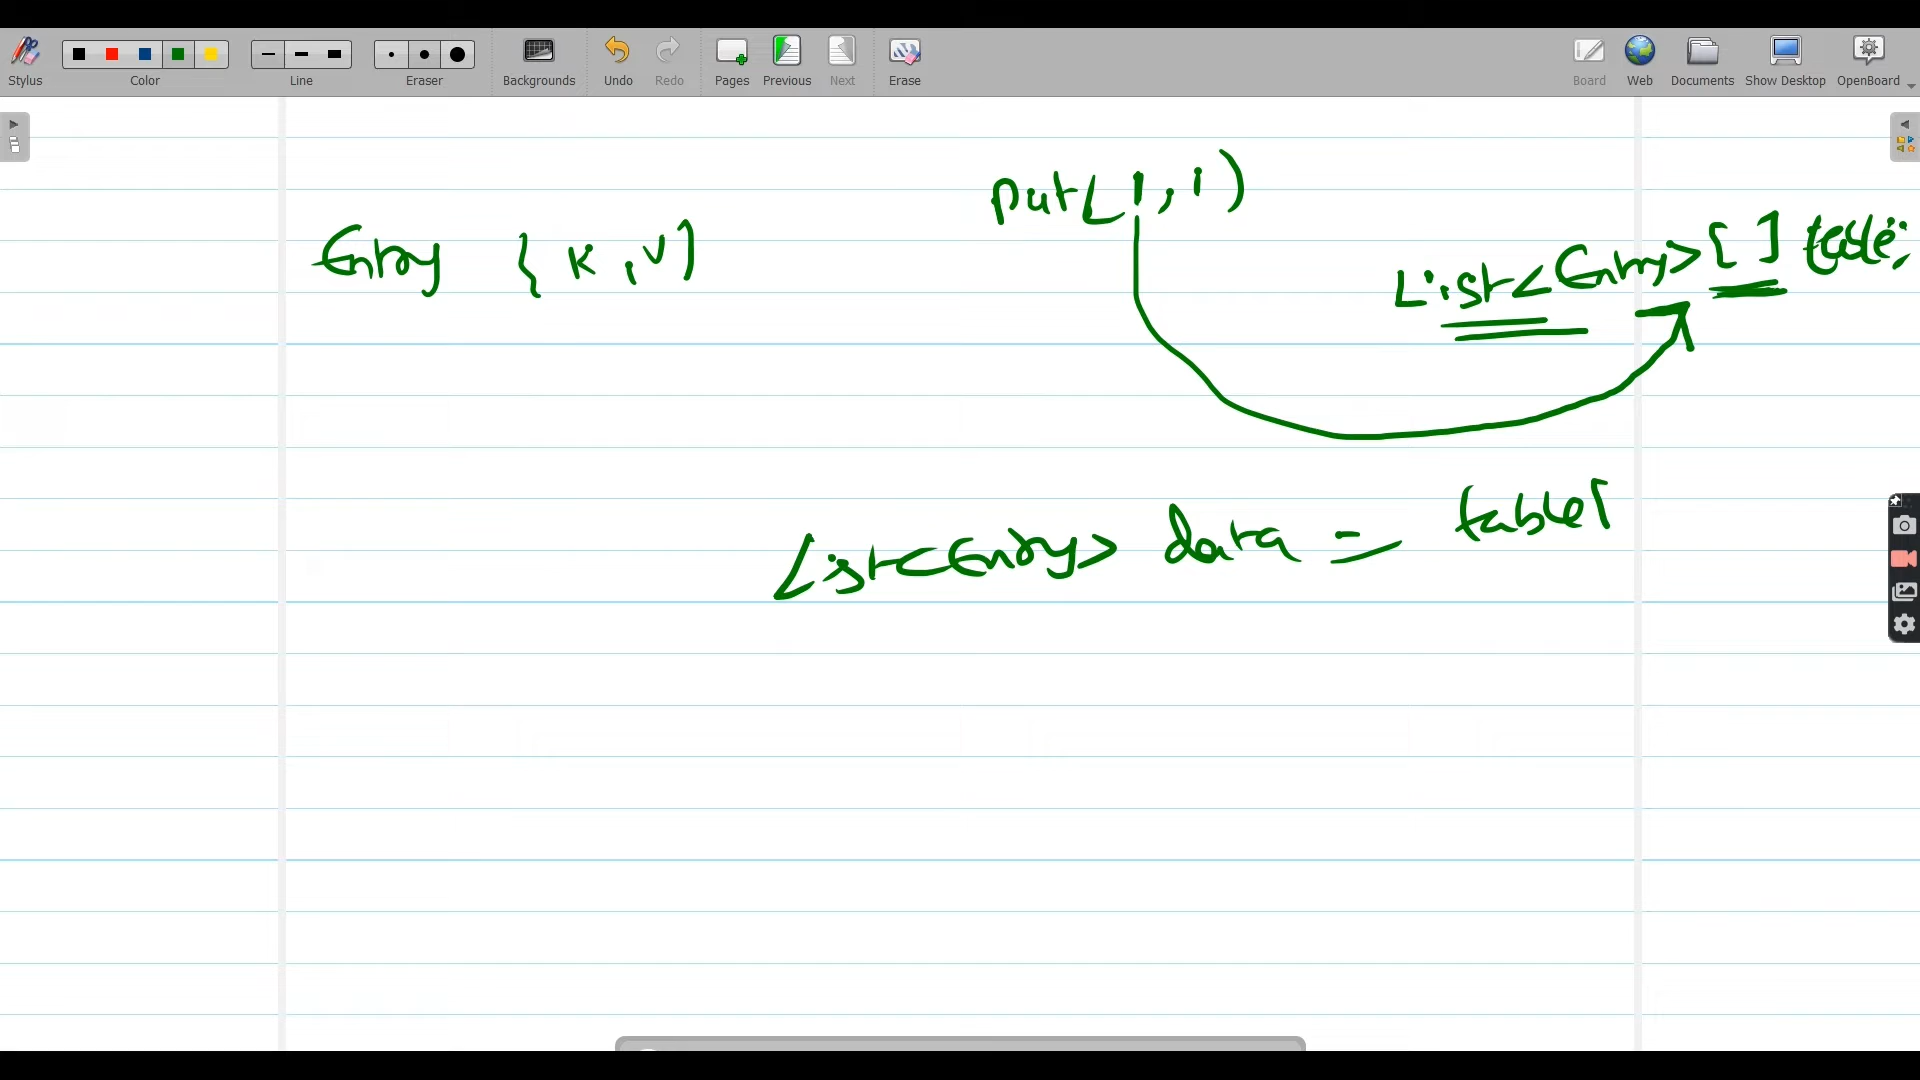 Stylus Color Line Eraser Backgrounds Undo Redo Pages Previous Next Erase Board Web Documents Show Desktop OpenBoard
put(1,1)
Entry {K,V}
List<Entry>[] table;
List<Entry> data = table[